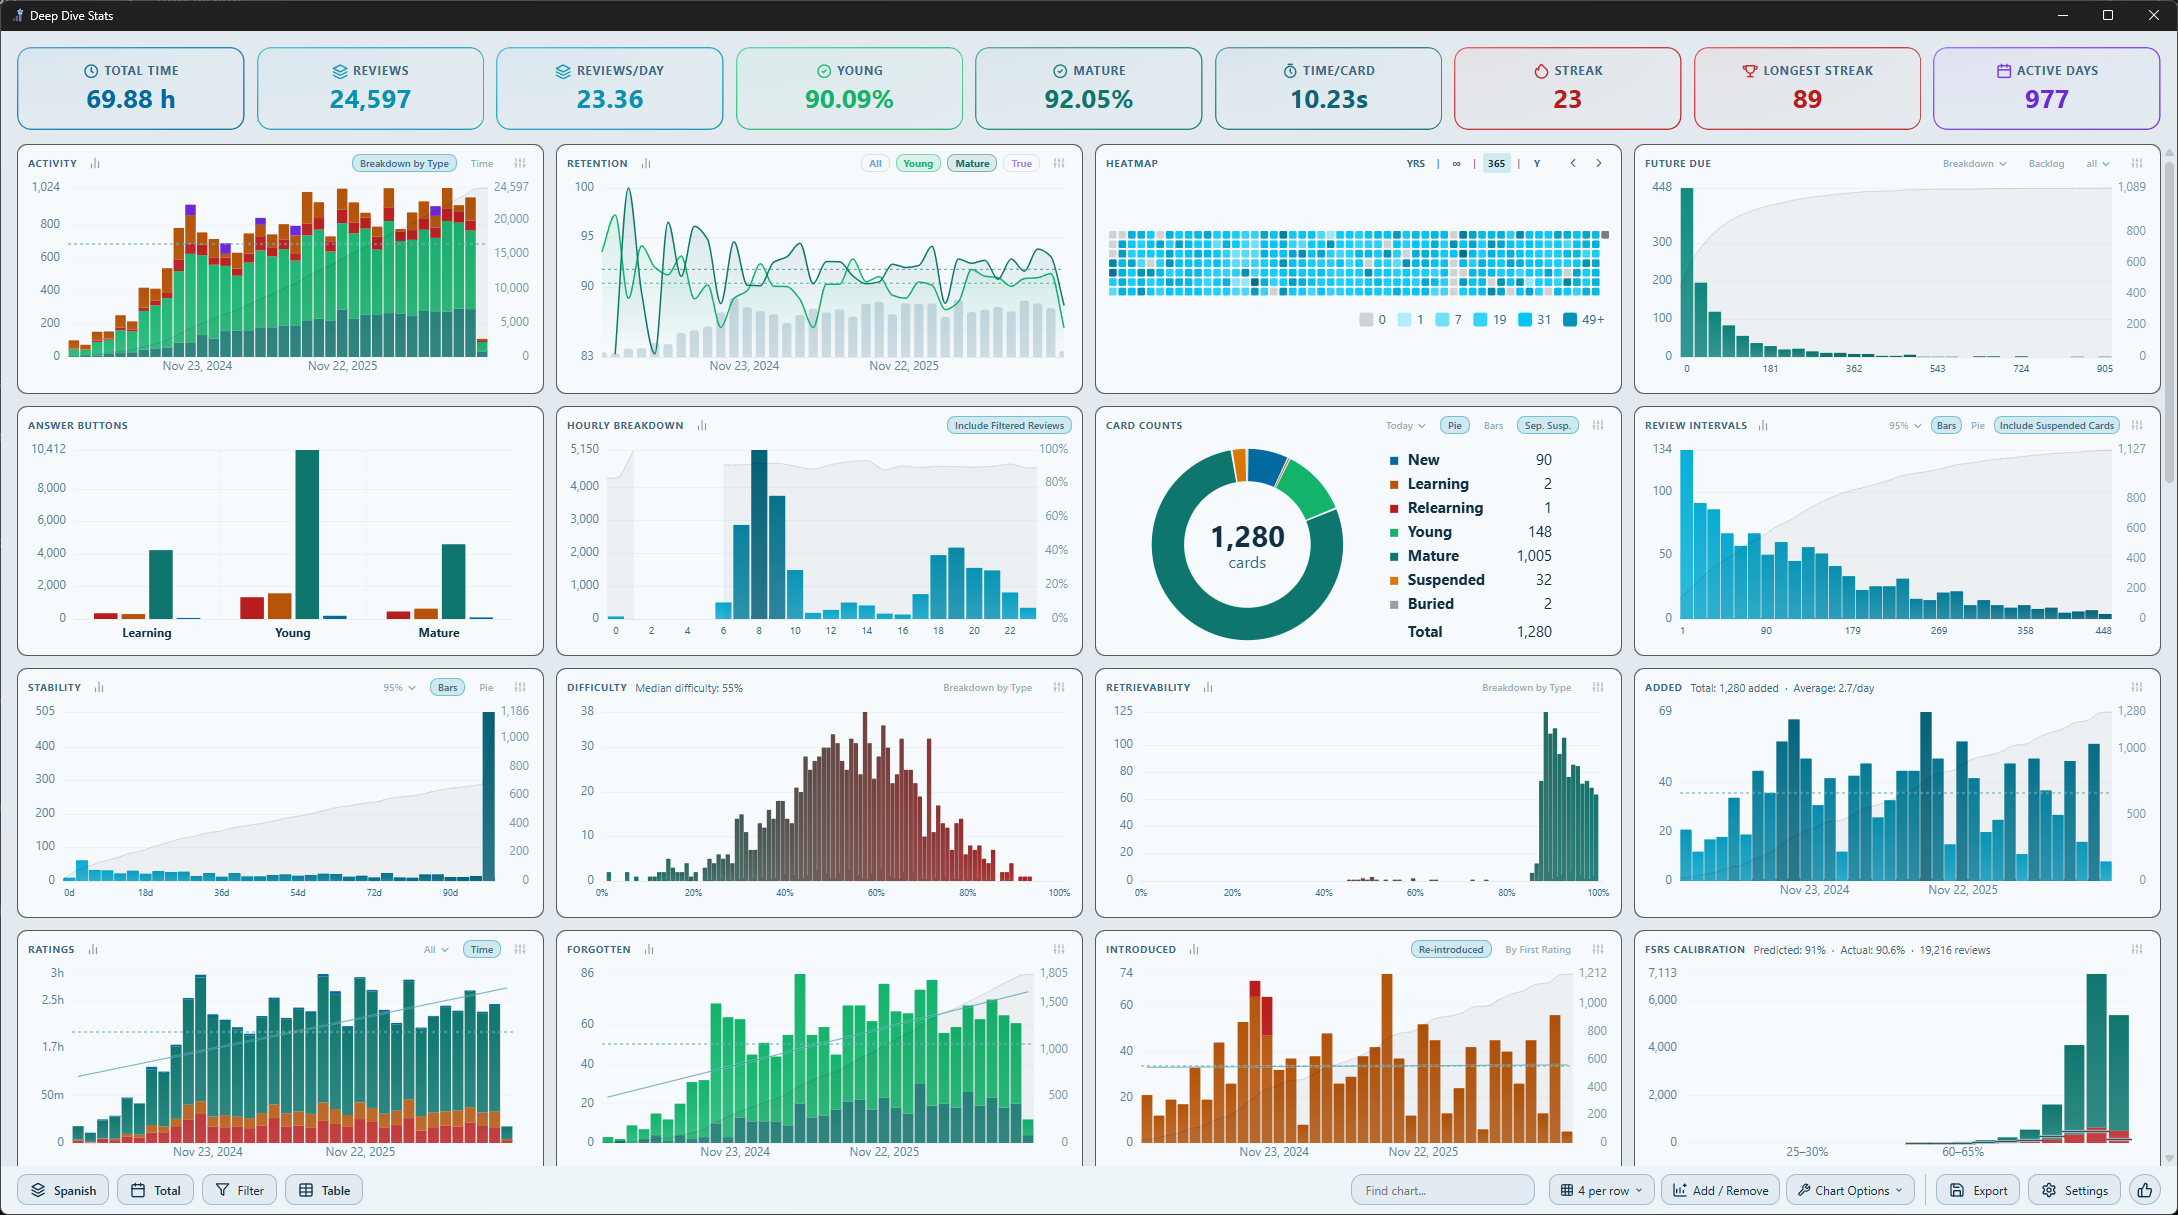 Deep Dive Stats
TOTAL TIME
69.88 h
REVIEWS
24,597
REVIEWS/DAY
23.36
YOUNG
90.09%
MATURE
92.05%
TIME/CARD
10.23s
STREAK
23
LONGEST STREAK
89
ACTIVE DAYS
977
ACTIVITY Breakdown by Type Time
1,024 24,597
800 20,000
600 15,000
400 10,000
200 5,000
0 0
Nov 23, 2024 Nov 22, 2025
RETENTION All Young Mature True
100
95
90
83
Nov 23, 2024 Nov 22, 2025
HEATMAP YRS | ∞ | 365 | Y < >
0 1 7 19 31 49+
FUTURE DUE Breakdown Backlog all
448 1,089
300 800
200 600
100 400
0 200
0
0 181 362 543 724 905
ANSWER BUTTONS
10,412
8,000
6,000
4,000
2,000
0
Learning Young Mature
HOURLY BREAKDOWN Include Filtered Reviews
5,150 100%
4,000 80%
3,000 60%
2,000 40%
1,000 20%
0 0%
0 2 4 6 8 10 12 14 16 18 20 22
CARD COUNTS Today Pie Bars Sep. Susp.
1,280
cards
New 90
Learning 2
Relearning 1
Young 148
Mature 1,005
Suspended 32
Buried 2
Total 1,280
REVIEW INTERVALS 95% Bars Pie Include Suspended Cards
134 1,127
100 800
50 600
0 400
200
0
1 90 179 269 358 448
STABILITY 95% Bars Pie
505 1,186
400 1,000
300 800
200 600
100 400
0 200
0
0d 18d 36d 54d 72d 90d
DIFFICULTY Median difficulty: 55% Breakdown by Type
38
30
20
10
0
0% 20% 40% 60% 80% 100%
RETRIEVABILITY Breakdown by Type
125
100
80
60
40
20
0
0% 20% 40% 60% 80% 100%
ADDED Total: 1,280 added · Average: 2.7/day
69 1,280
40 1,000
20 500
0 0
Nov 23, 2024 Nov 22, 2025
RATINGS All Time
3h
2.5h
1.7h
50m
0
Nov 23, 2024 Nov 22, 2025
FORGOTTEN
86 1,805
60 1,500
40 1,000
20 500
0 0
Nov 23, 2024 Nov 22, 2025
INTRODUCED Re-introduced By First Rating
74 1,212
60 1,000
40 800
20 600
0 400
200
0
Nov 23, 2024 Nov 22, 2025
FSRS CALIBRATION Predicted: 91% · Actual: 90.6% · 19,216 reviews
7,113
6,000
4,000
2,000
0
25–30% 60–65%
Spanish Total Filter Table Find chart... 4 per row Add / Remove Chart Options Export Settings